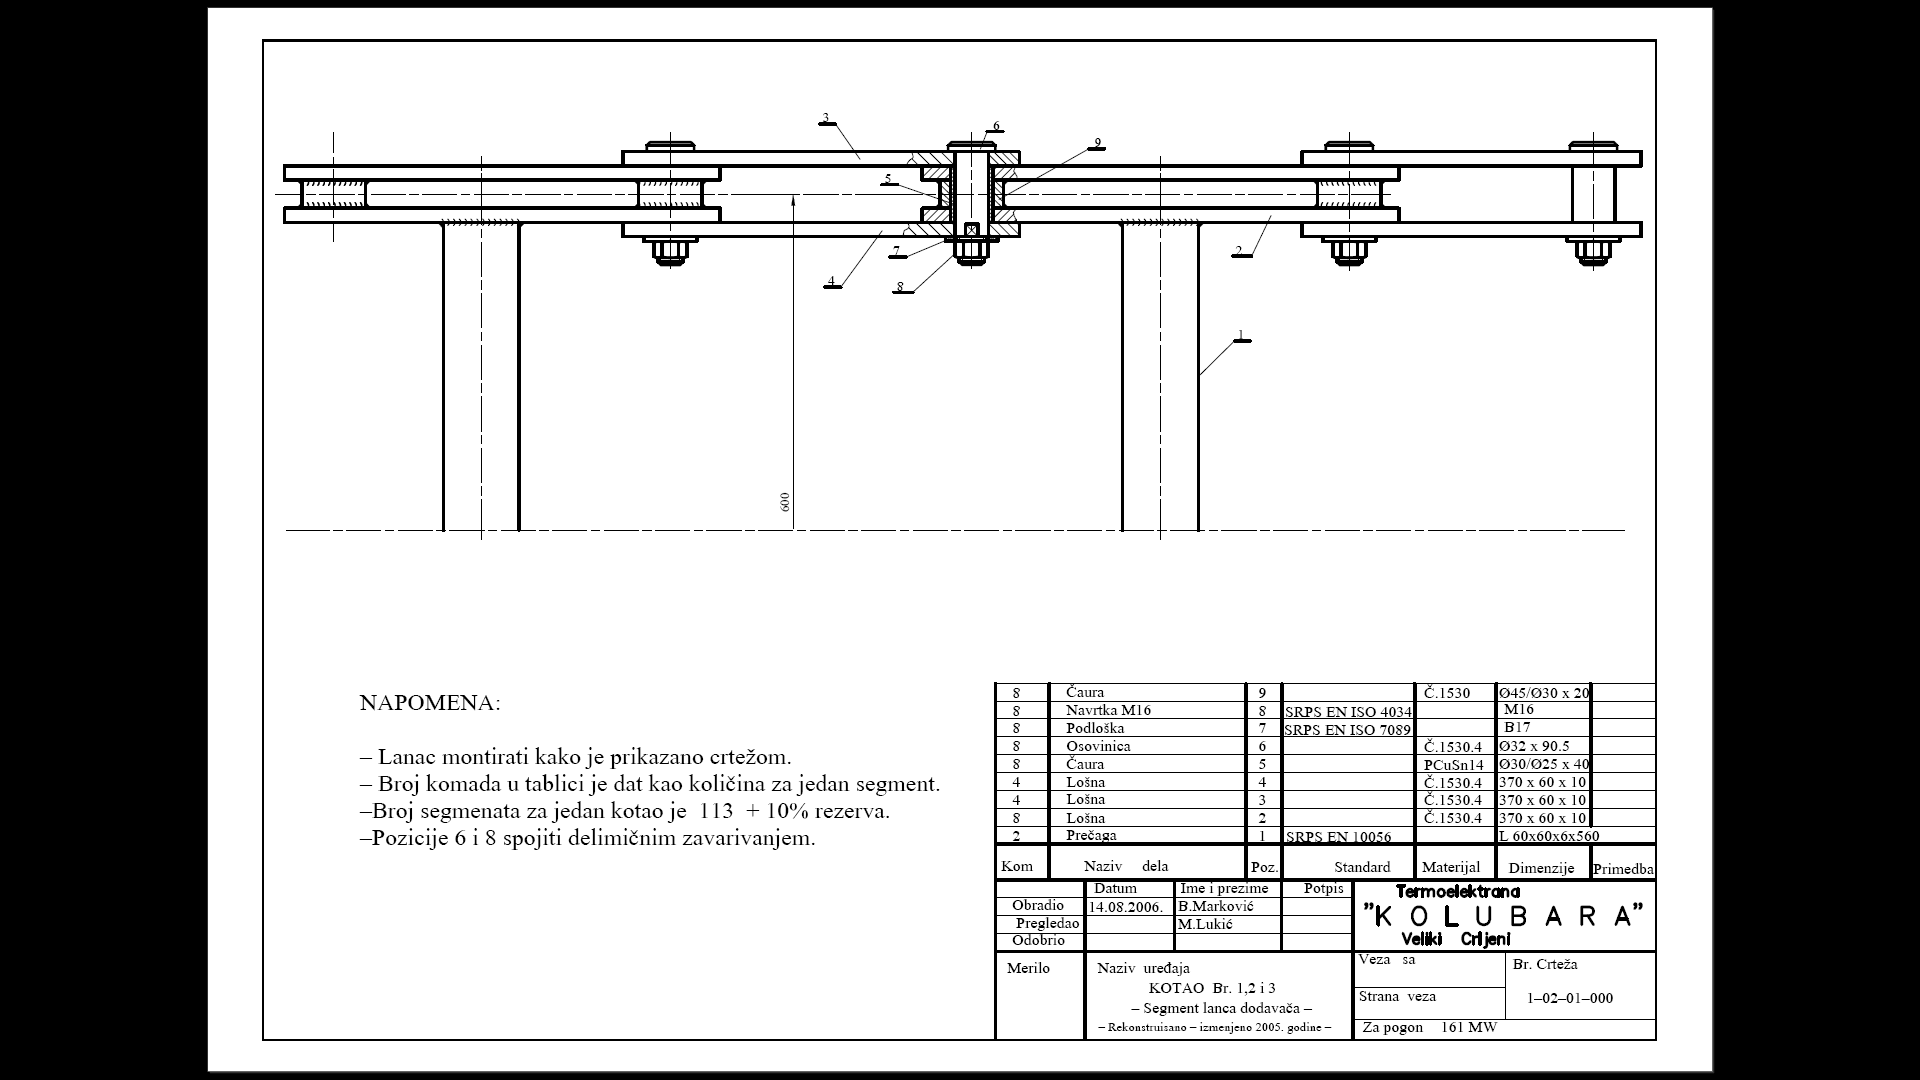 3
6
9
5
7
2
4
8
1
600
NAPOMENA:
– Lanac montirati kako je prikazano crtežom.
– Broj komada u tablici je dat kao količina za jedan segment.
–Broj segmenata za jedan kotao je 113 + 10% rezerva.
–Pozicije 6 i 8 spojiti delimičnim zavarivanjem.
8 Čaura 9 Č.1530 Ø45/Ø30 x 20
8 Navrtka M16 8 SRPS EN ISO 4034 M16
8 Podloška 7 SRPS EN ISO 7089 B17
8 Osovinica 6 Č.1530.4 Ø32 x 90.5
8 Čaura 5 PCuSn14 Ø30/Ø25 x 40
4 Lošna 4 Č.1530.4 370 x 60 x 10
4 Lošna 3 Č.1530.4 370 x 60 x 10
8 Lošna 2 Č.1530.4 370 x 60 x 10
2 Prečaga 1 SRPS EN 10056 L 60x60x6x560
Kom Naziv dela Poz. Standard Materijal Dimenzije Primedba
Datum Ime i prezime Potpis
Obradio 14.08.2006. B.Marković
Pregledao M.Lukić
Odobrio
Termoelektrana
"KOLUBARA"
Veliki Crljeni
Merilo
Naziv uređaja
KOTAO Br. 1,2 i 3
– Segment lanca dodavača –
– Rekonstruisano – izmenjeno 2005. godine –
Veza sa
Strana veza
Br. Crteža
1–02–01–000
Za pogon 161 MW